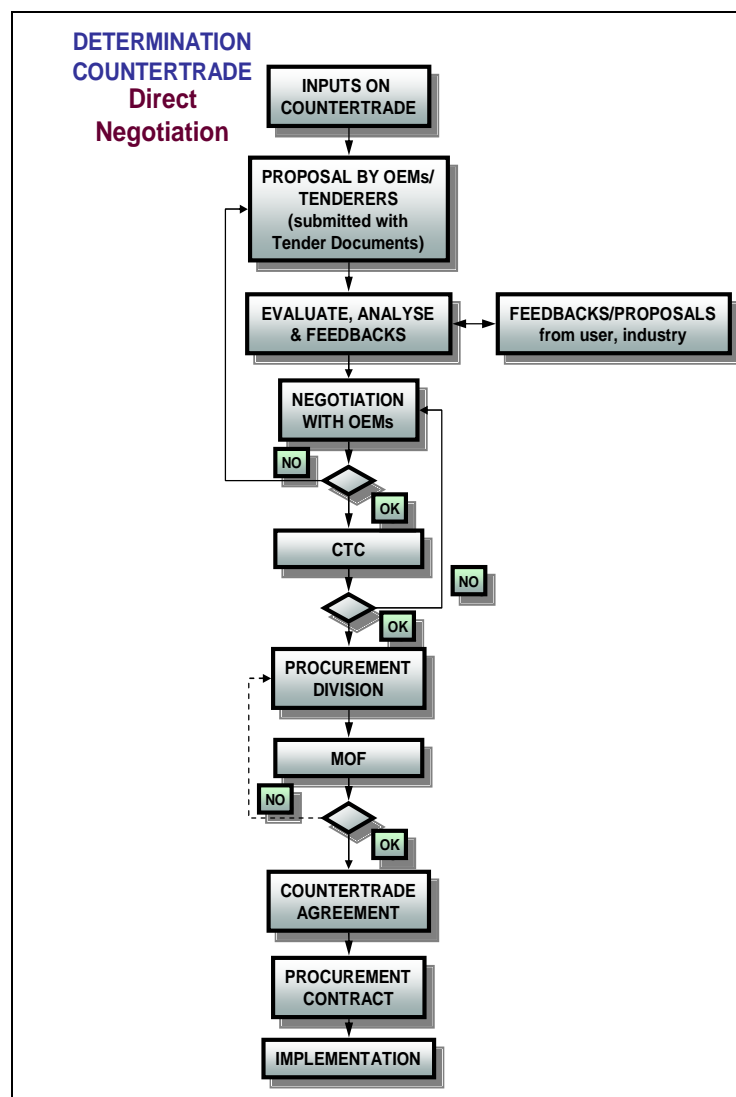 DETERMINATION
COUNTERTRADE
Direct
Negotiation
INPUTS ON
COUNTERTRADE
PROPOSAL BY OEMs/
TENDERERS
(submitted with
Tender Documents)
EVALUATE, ANALYSE
& FEEDBACKS
FEEDBACKS/PROPOSALS
from user, industry
NEGOTIATION
WITH OEMs
NO
OK
CTC
NO
OK
PROCUREMENT
DIVISION
MOF
NO
OK
COUNTERTRADE
AGREEMENT
PROCUREMENT
CONTRACT
IMPLEMENTATION